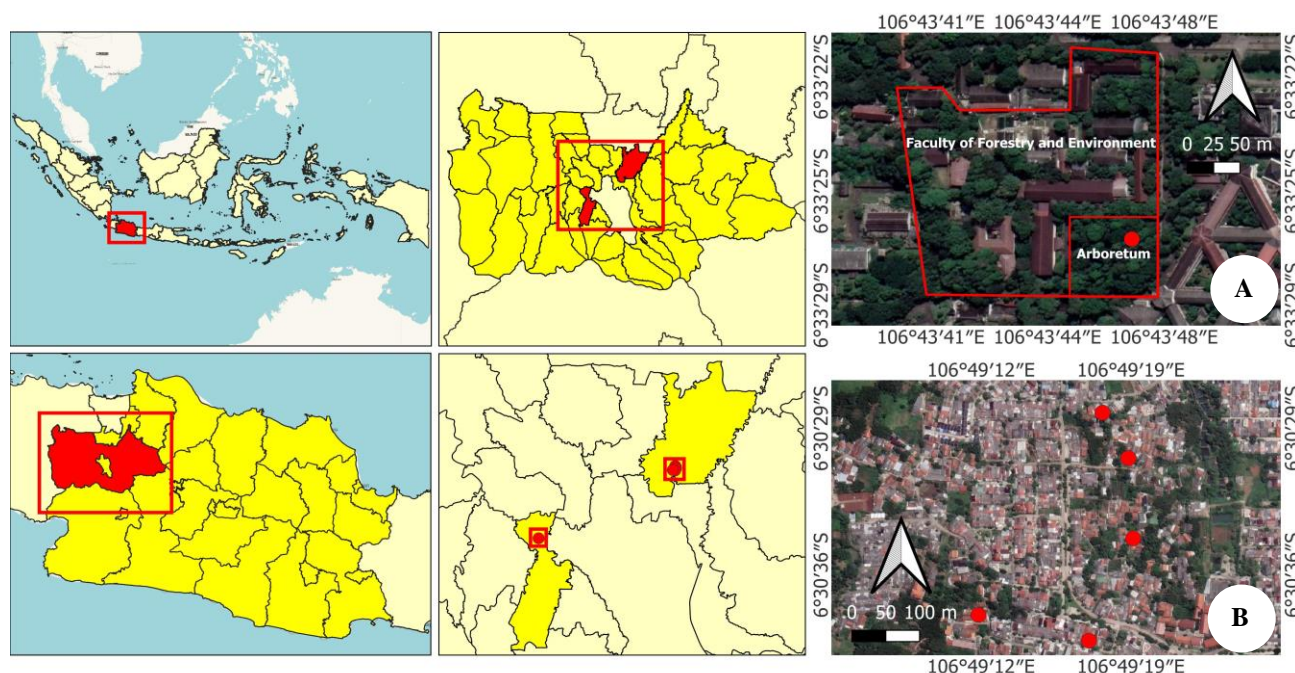 106°43′41″E 106°43′44″E 106°43′48″E
6°33′22″S 6°33′25″S 6°33′29″S
6°33′22″S 6°33′25″S 6°33′29″S
Faculty of Forestry and Environment
0 25 50 m
Arboretum
A
106°43′41″E 106°43′44″E 106°43′48″E
106°49′12″E 106°49′19″E
6°30′29″S 6°30′36″S
6°30′29″S 6°30′36″S
0 50 100 m
B
106°49′12″E 106°49′19″E